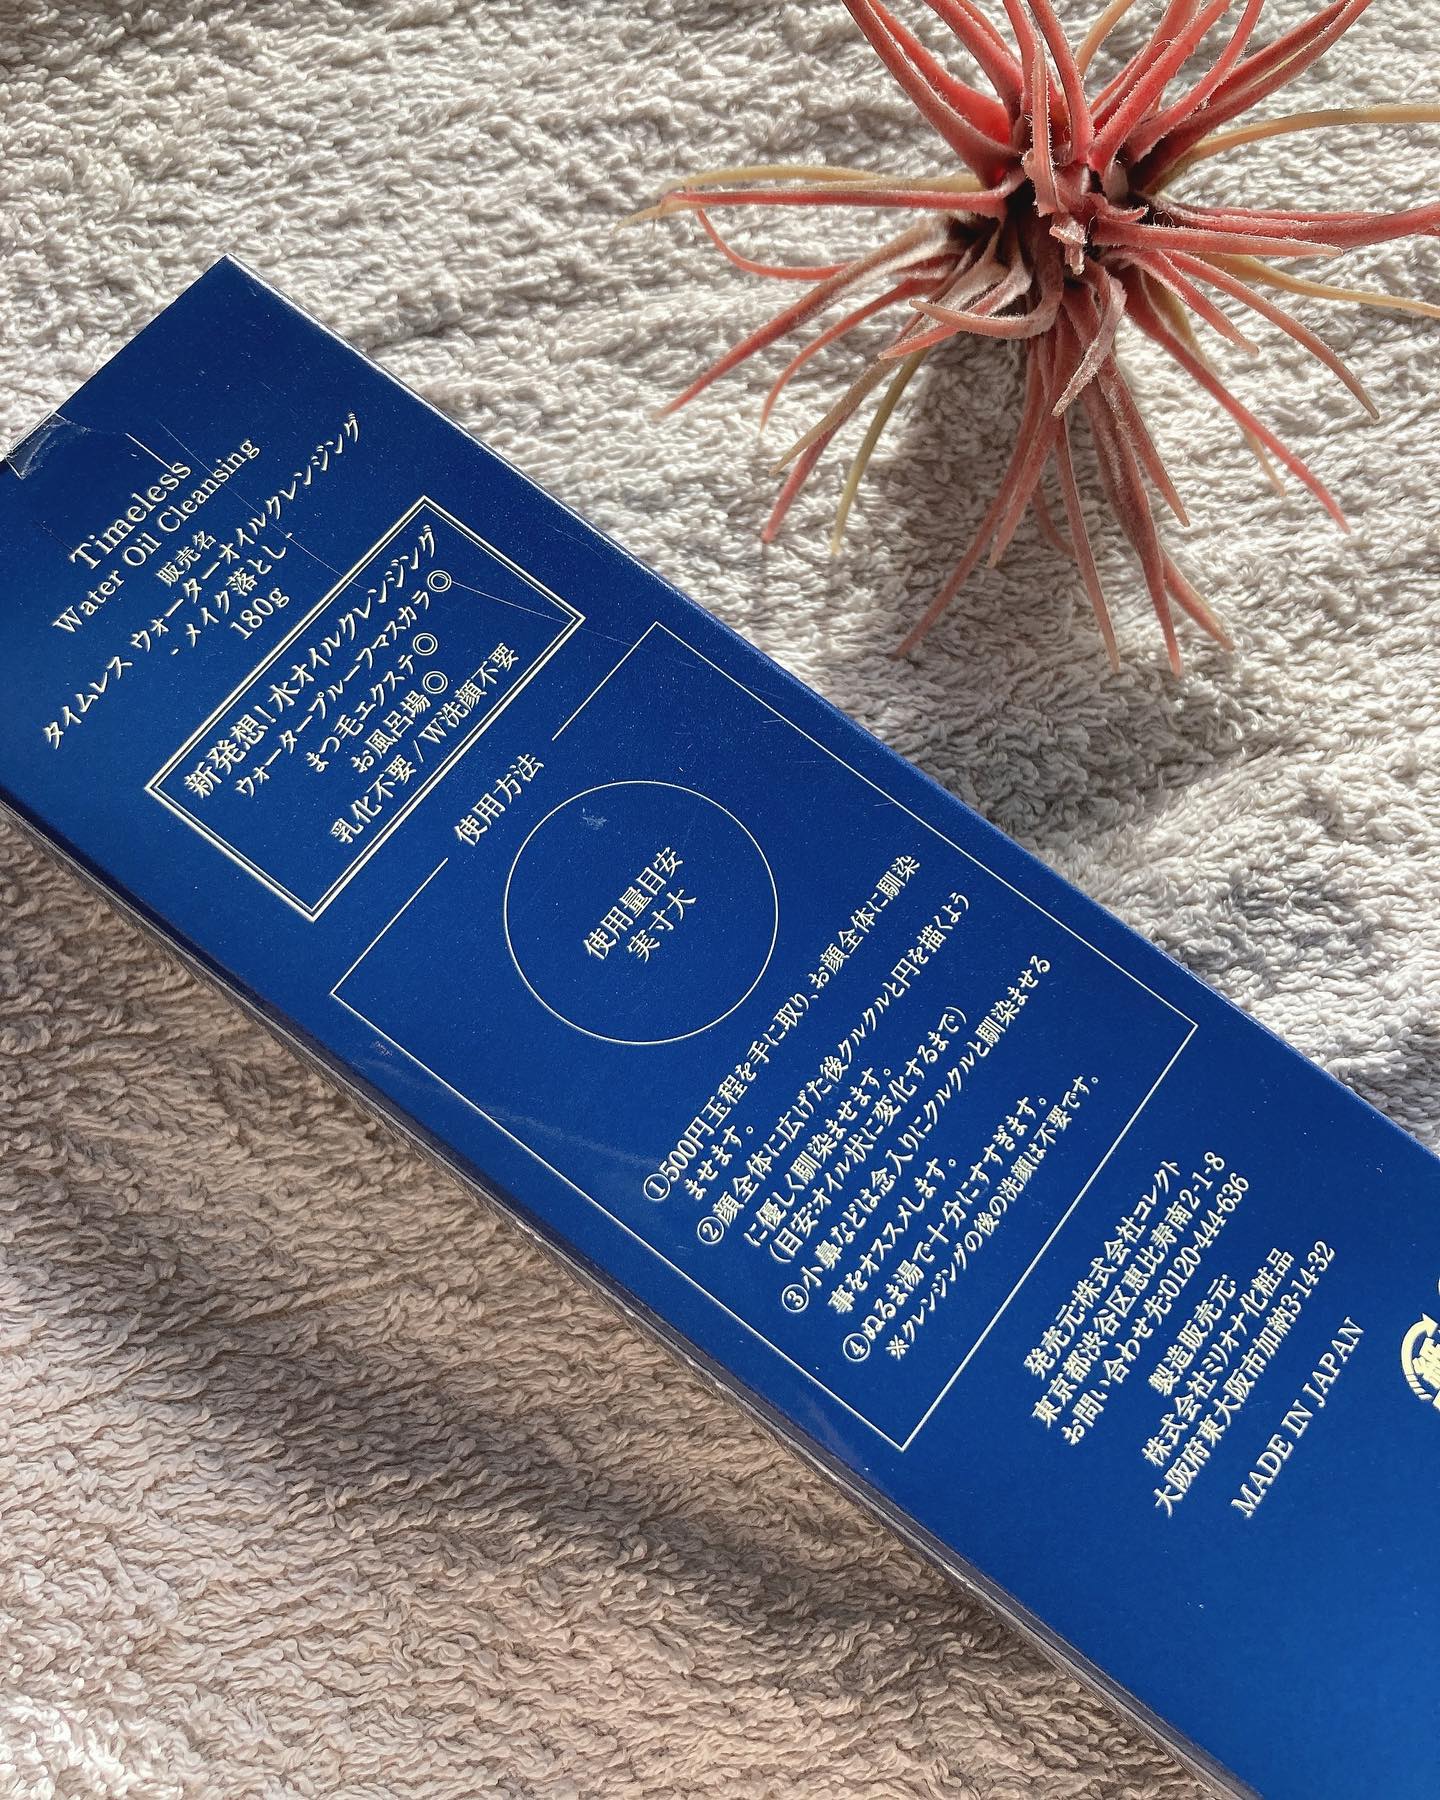 Timeless
Water Oil Cleansing
販売名
タイムレス ウォーターオイルクレンジング
- メイク落とし -
180g
新発想!水オイルクレンジング
ウォータープルーフマスカラ◎
まつ毛エクステ◎
お風呂場◎
乳化不要 / W洗顔不要
使用方法
使用量目安
実寸大
①500円玉程を手に取り、お顔全体に馴染
ませます。
②顔全体に広げた後クルクルと円を描くよう
に優しく馴染ませます。
(目安:オイル状に変化するまで)
③小鼻などは念入りにクルクルと馴染ませる
事をオススメします。
④ぬるま湯で十分にすすぎます。
※クレンジングの後の洗顔は不要です。
発売元:株式会社コレクト
東京都渋谷区恵比寿南2-1-8
お問い合わせ先:0120-444-636
製造販売元:
株式会社ミリオナ化粧品
大阪府東大阪市加納3-14-32
MADE IN JAPAN
紙